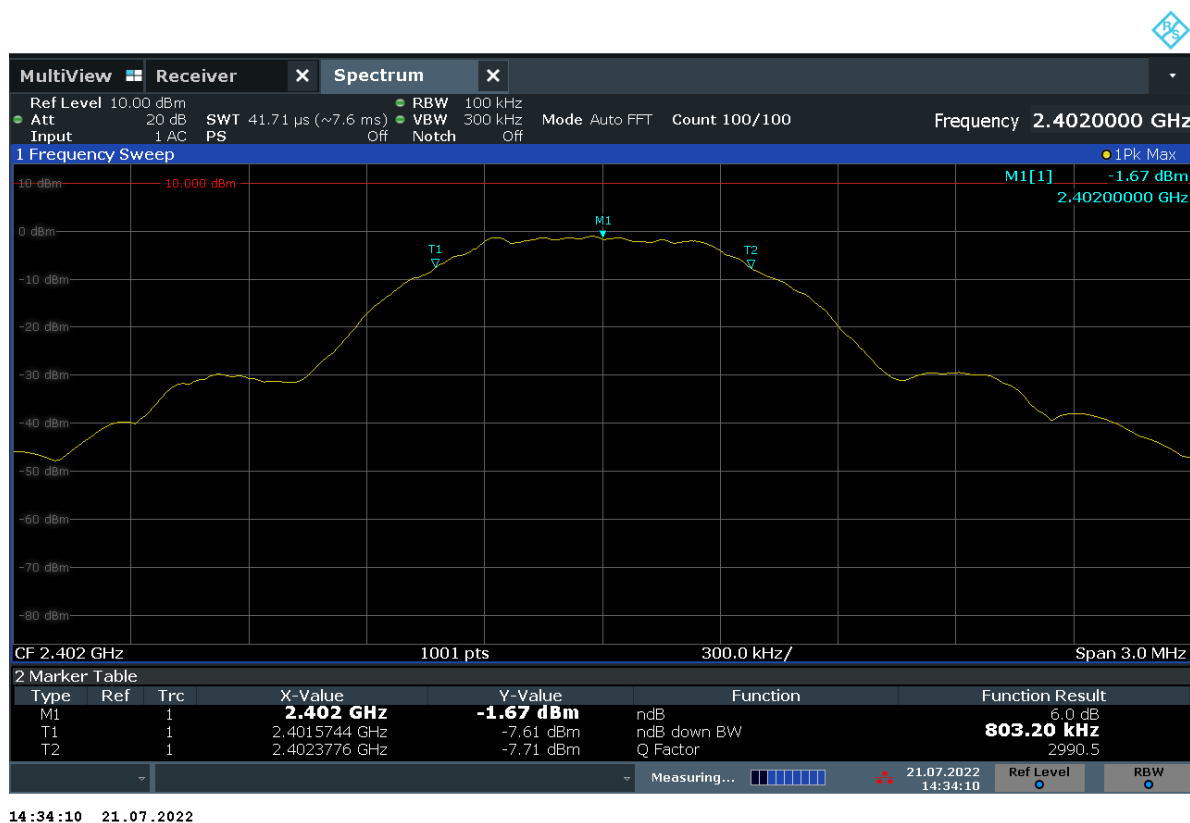 R&S
MultiView Receiver X Spectrum X
Ref Level 10.00 dBm RBW 100 kHz
Att 20 dB SWT 41.71 µs (~7.6 ms) VBW 300 kHz Mode Auto FFT Count 100/100 Frequency 2.4020000 GHz
Input 1 AC PS Off Notch Off
1 Frequency Sweep 1Pk Max
10 dBm 10.000 dBm M1[1] -1.67 dBm
2.40200000 GHz
M1
0 dBm
T1 T2
-10 dBm
-20 dBm
-30 dBm
-40 dBm
-50 dBm
-60 dBm
-70 dBm
-80 dBm
CF 2.402 GHz 1001 pts 300.0 kHz/ Span 3.0 MHz
2 Marker Table
Type Ref Trc X-Value Y-Value Function Function Result
M1 1 2.402 GHz -1.67 dBm ndB 6.0 dB
T1 1 2.4015744 GHz -7.61 dBm ndB down BW 803.20 kHz
T2 1 2.4023776 GHz -7.71 dBm Q Factor 2990.5
Measuring... 21.07.2022 Ref Level RBW
14:34:10
14:34:10 21.07.2022